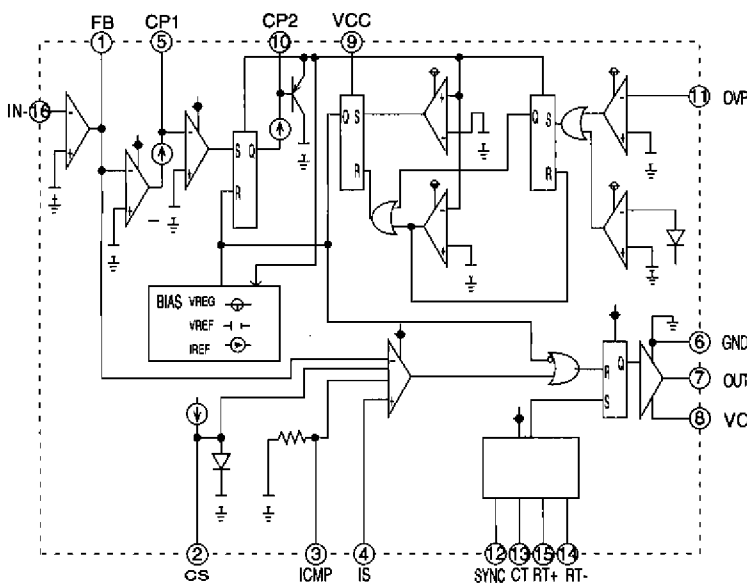 FB CP1 CP2 VCC
1 5 10 9
IN- 16
11 OVP
S Q
R
Q S
R
Q S
R
BIAS VREG
VREF
IREF
6 GND
R Q
7 OUT
S
8 VC
2 3 4 12 13 15 14
CS ICMP IS SYNC CT RT+ RT-